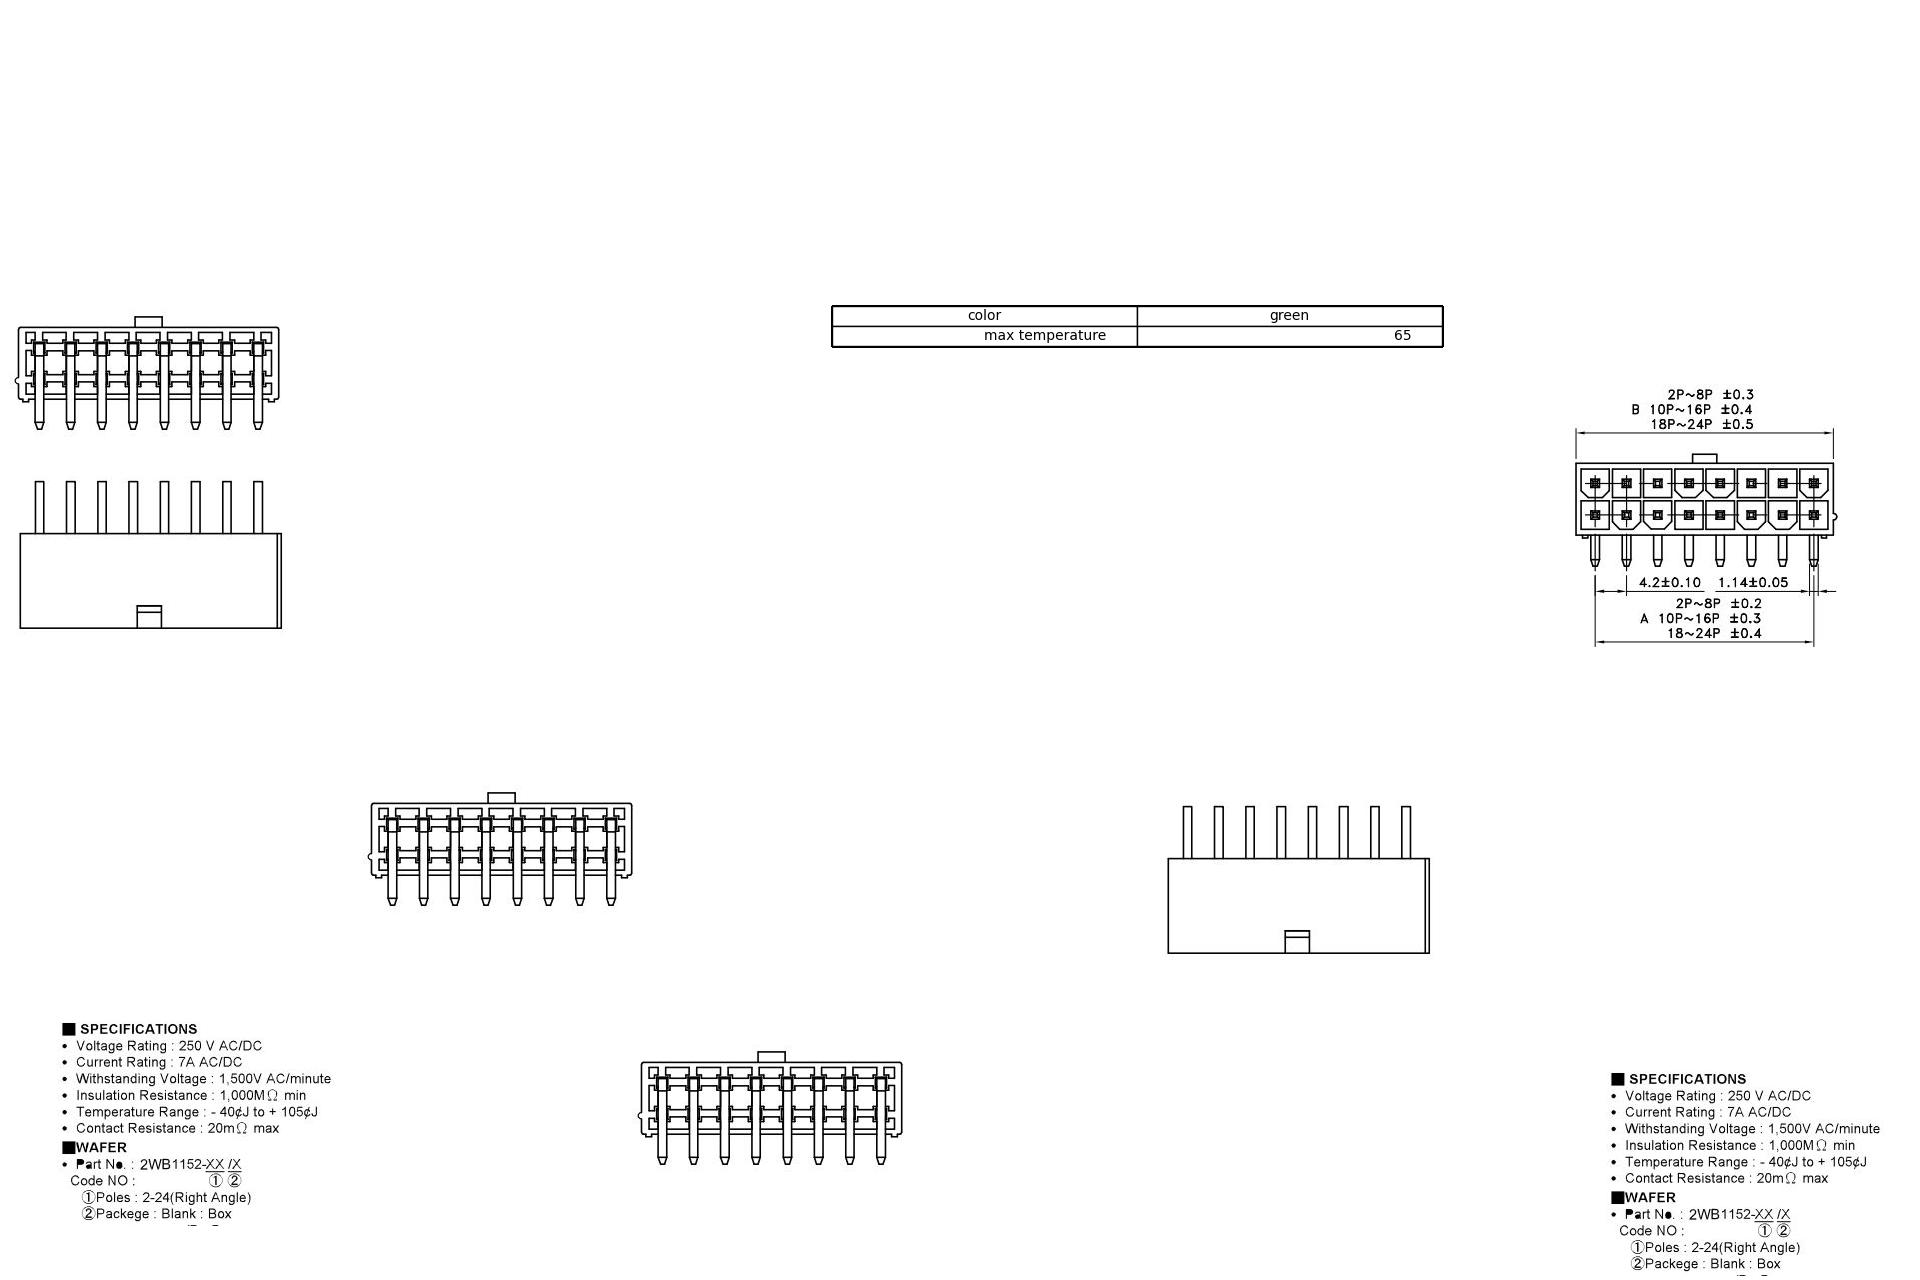 color green
max temperature 65
2P~8P ±0.3
B 10P~16P ±0.4
18P~24P ±0.5
4.2±0.10 1.14±0.05
2P~8P ±0.2
A 10P~16P ±0.3
18~24P ±0.4
■ SPECIFICATIONS
• Voltage Rating : 250 V AC/DC
• Current Rating : 7A AC/DC
• Withstanding Voltage : 1,500V AC/minute
• Insulation Resistance : 1,000MΩ min
• Temperature Range : - 40¢J to + 105¢J
• Contact Resistance : 20mΩ max
■WAFER
• Part No. : 2WB1152-XX /X
Code NO : ① ②
①Poles : 2-24(Right Angle)
②Packege : Blank : Box
■ SPECIFICATIONS
• Voltage Rating : 250 V AC/DC
• Current Rating : 7A AC/DC
• Withstanding Voltage : 1,500V AC/minute
• Insulation Resistance : 1,000MΩ min
• Temperature Range : - 40¢J to + 105¢J
• Contact Resistance : 20mΩ max
■WAFER
• Part No. : 2WB1152-XX /X
Code NO : ① ②
①Poles : 2-24(Right Angle)
②Packege : Blank : Box